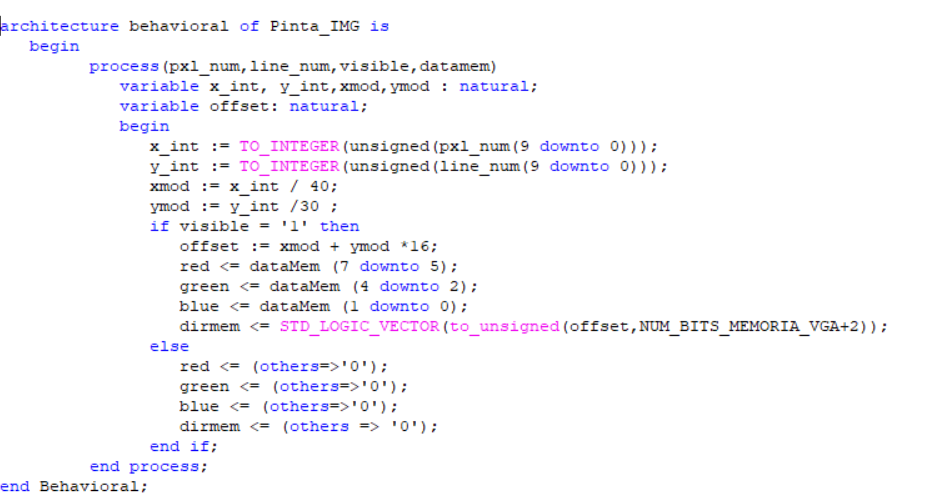 architecture behavioral of Pinta_IMG is
begin
process(pxl_num,line_num,visible,datamem)
variable x_int, y_int,xmod,ymod : natural;
variable offset: natural;
begin
x_int := TO_INTEGER(unsigned(pxl_num(9 downto 0)));
y_int := TO_INTEGER(unsigned(line_num(9 downto 0)));
xmod := x_int / 40;
ymod := y_int /30 ;
if visible = '1' then
offset := xmod + ymod *16;
red <= dataMem (7 downto 5);
green <= dataMem (4 downto 2);
blue <= dataMem (1 downto 0);
dirmem <= STD_LOGIC_VECTOR(to_unsigned(offset,NUM_BITS_MEMORIA_VGA+2));
else
red <= (others=>'0');
green <= (others=>'0');
blue <= (others=>'0');
dirmem <= (others => '0');
end if;
end process;
end Behavioral;